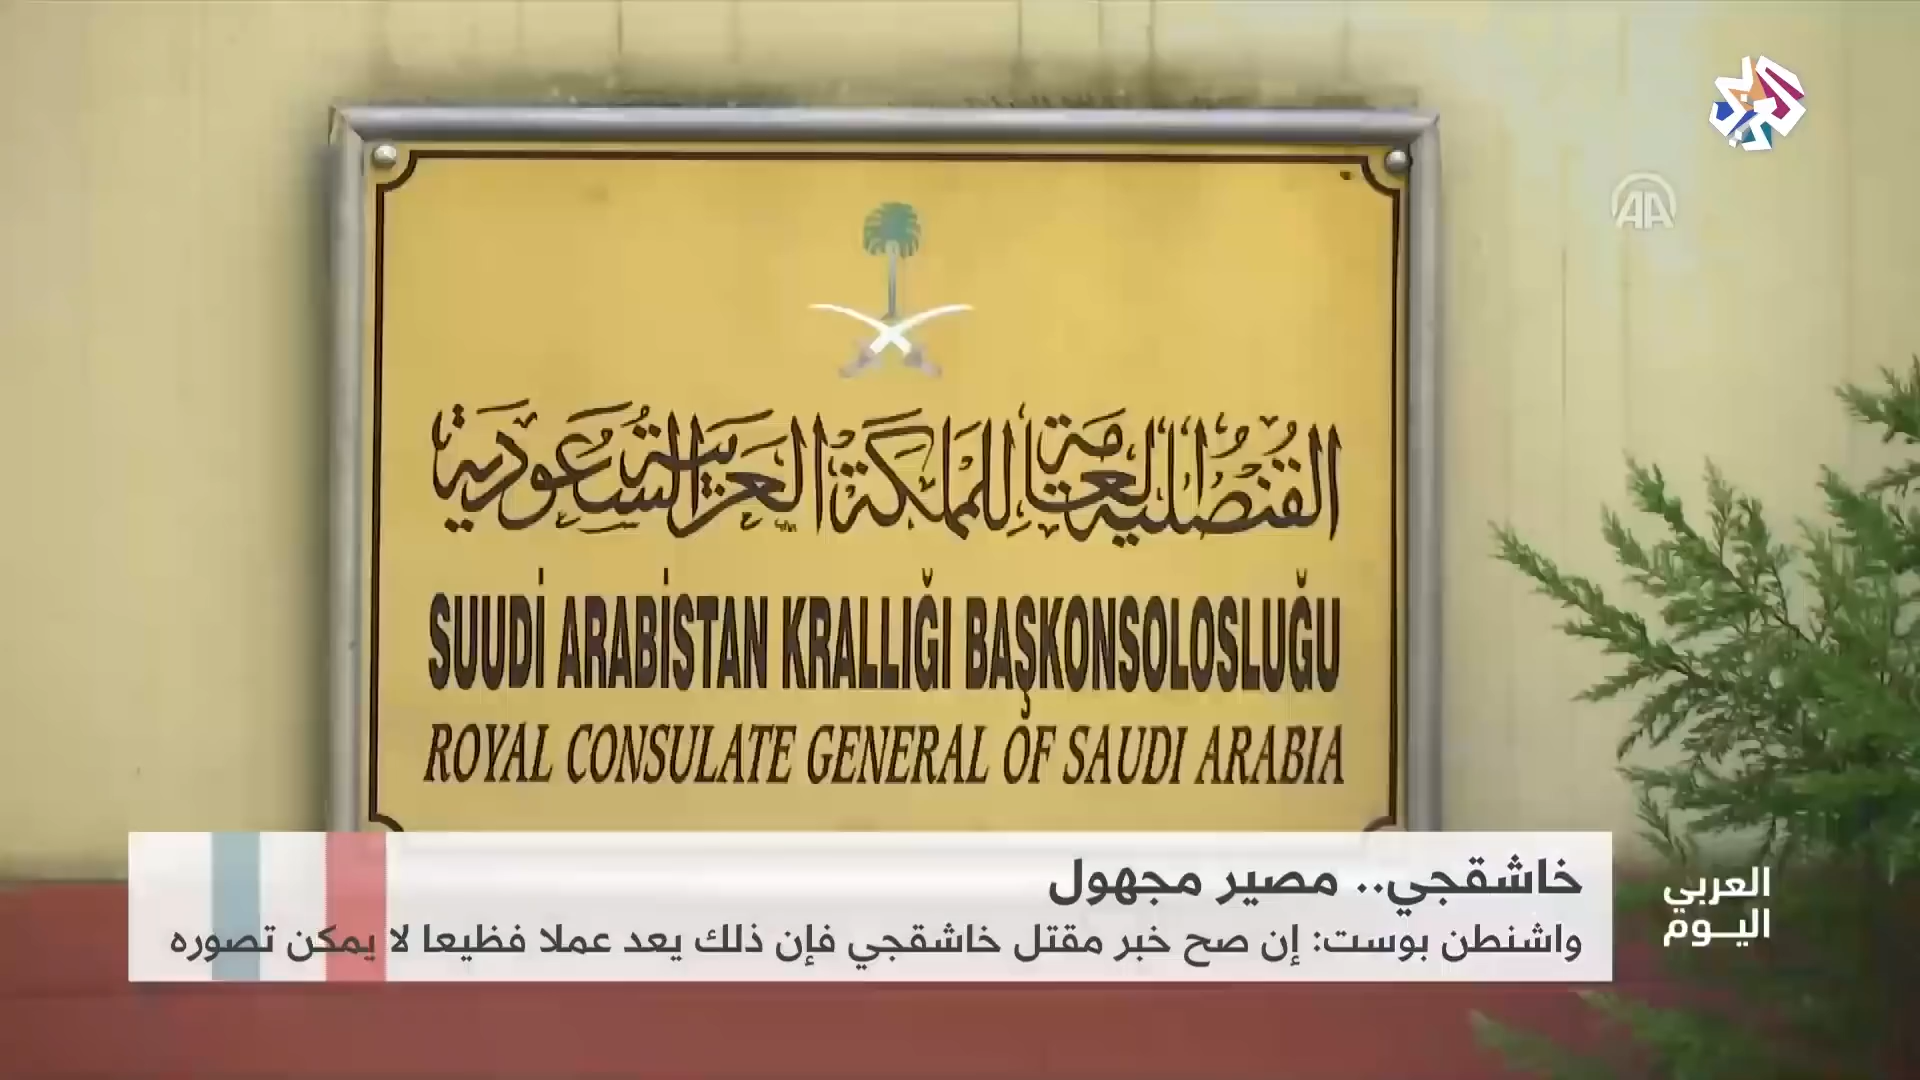 العربي
AA
القنصلية العامة للمملكة العربية السعودية
SUUDİ ARABİSTAN KRALLIĞI BAŞKONSOLOSLUĞU
ROYAL CONSULATE GENERAL OF SAUDI ARABIA
خاشقجي.. مصير مجهول
واشنطن بوست: إن صح خبر مقتل خاشقجي فإن ذلك يعد عملا فظيعا لا يمكن تصوره
العربي
اليوم